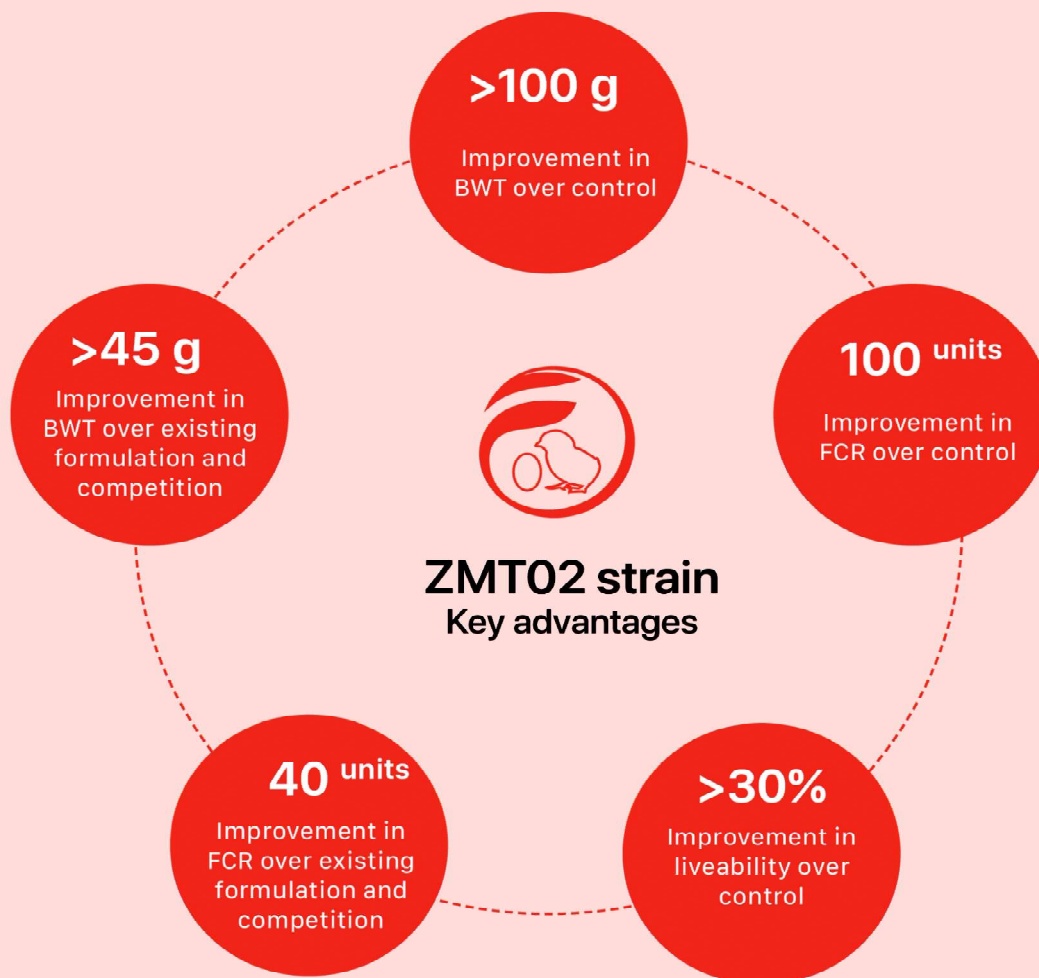 >100 g
Improvement in
BWT over control
>45 g
Improvement in
BWT over existing
formulation and
competition
100 units
Improvement in
FCR over control
ZMT02 strain
Key advantages
40 units
Improvement in
FCR over existing
formulation and
competition
>30%
Improvement in
liveability over
control